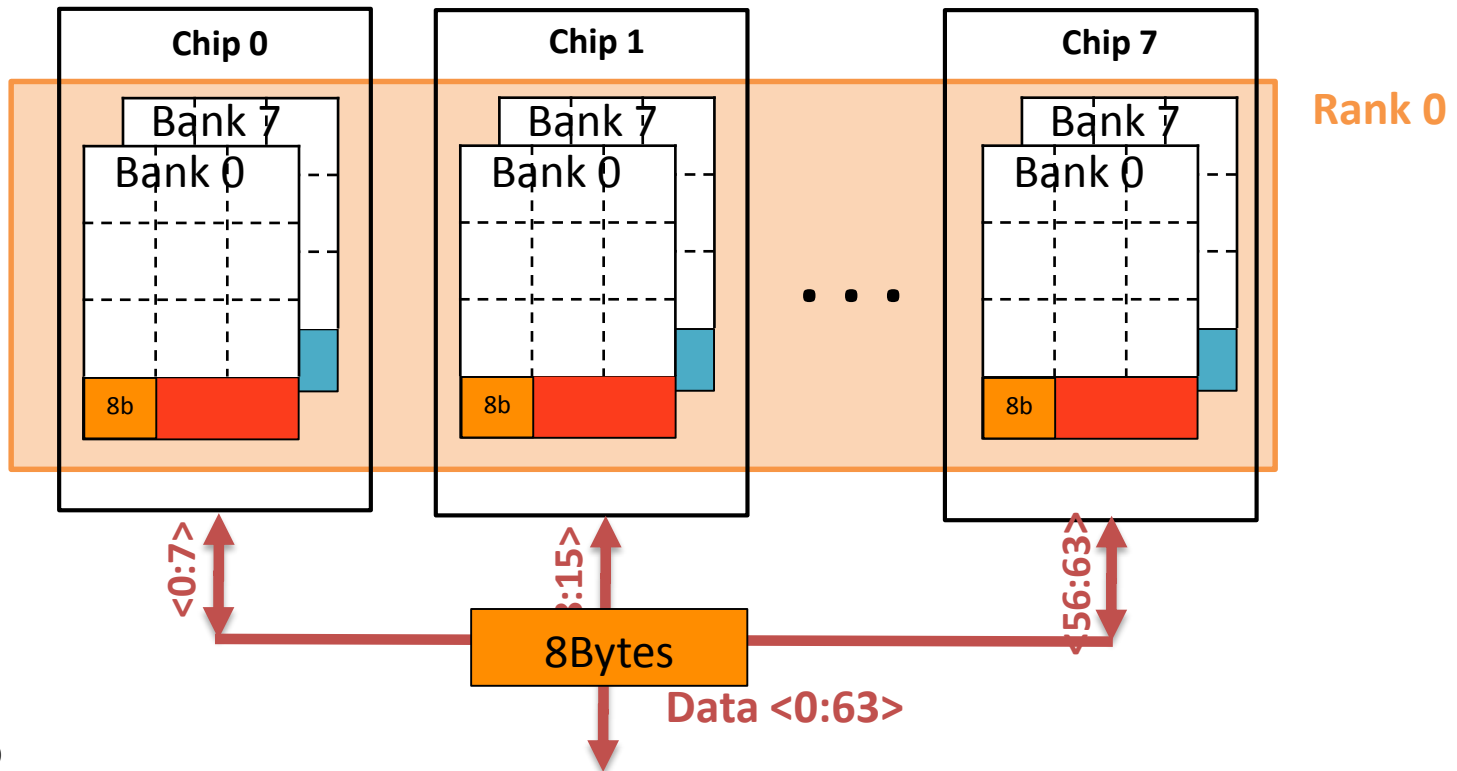 Chip 0
Chip 1
Chip 7
Rank 0
Bank 7
Bank 7
Bank 7
Bank 0
Bank 0
Bank 0
8b
8b
8b
<0:7>
:15>
<56:63>
8Bytes
Data <0:63>